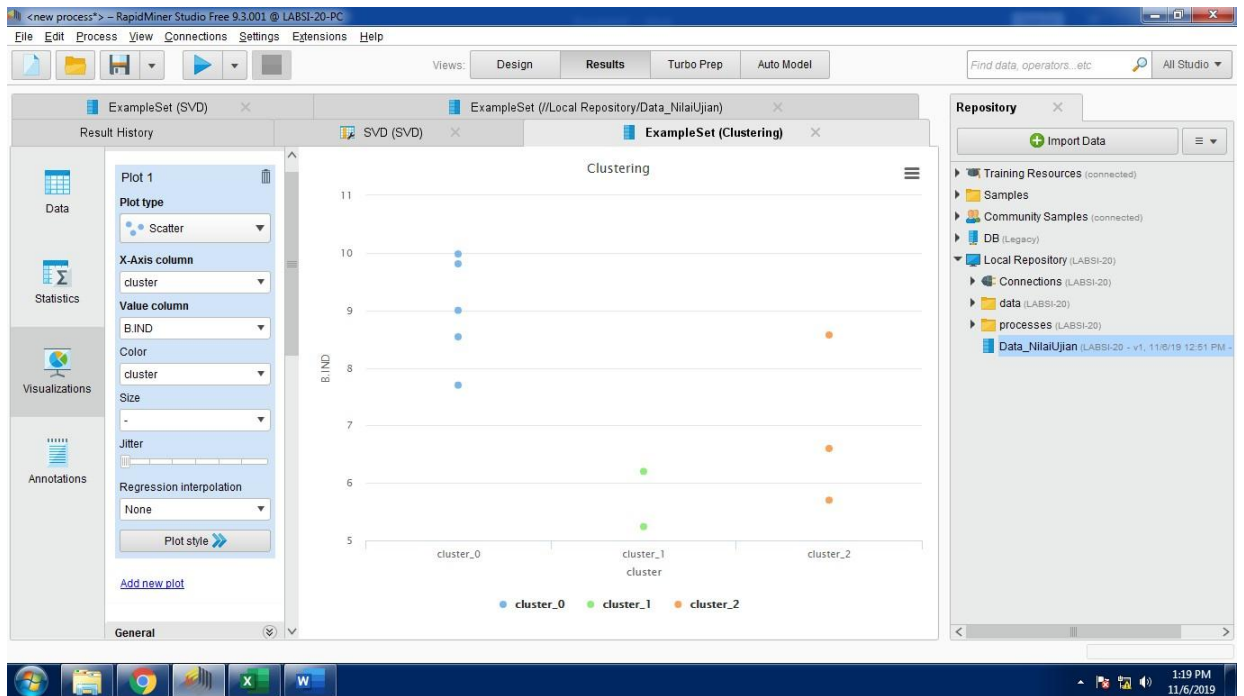 <new process*> – RapidMiner Studio Free 9.3.001 @ LABSI-20-PC
File Edit Process View Connections Settings Extensions Help
Views: Design Results Turbo Prep Auto Model
Find data, operators...etc
All Studio
ExampleSet (SVD)
ExampleSet (//Local Repository/Data_NilaiUjian)
Result History
SVD (SVD)
ExampleSet (Clustering)
Data
Statistics
Visualizations
Annotations
Plot 1
Plot type
Scatter
X-Axis column
cluster
Value column
B.IND
Color
cluster
Size
-
Jitter
Regression interpolation
None
Plot style
Add new plot
General
Clustering
11
10
9
8
7
6
5
B.IND
cluster_0 cluster_1 cluster_2
cluster
cluster_0 cluster_1 cluster_2
Repository
Import Data
Training Resources (connected)
Samples
Community Samples (connected)
DB (Legacy)
Local Repository (LABSI-20)
Connections (LABSI-20)
data (LABSI-20)
processes (LABSI-20)
Data_NilaiUjian (LABSI-20 - v1, 11/6/19 12:51 PM -
1:19 PM
11/6/2019